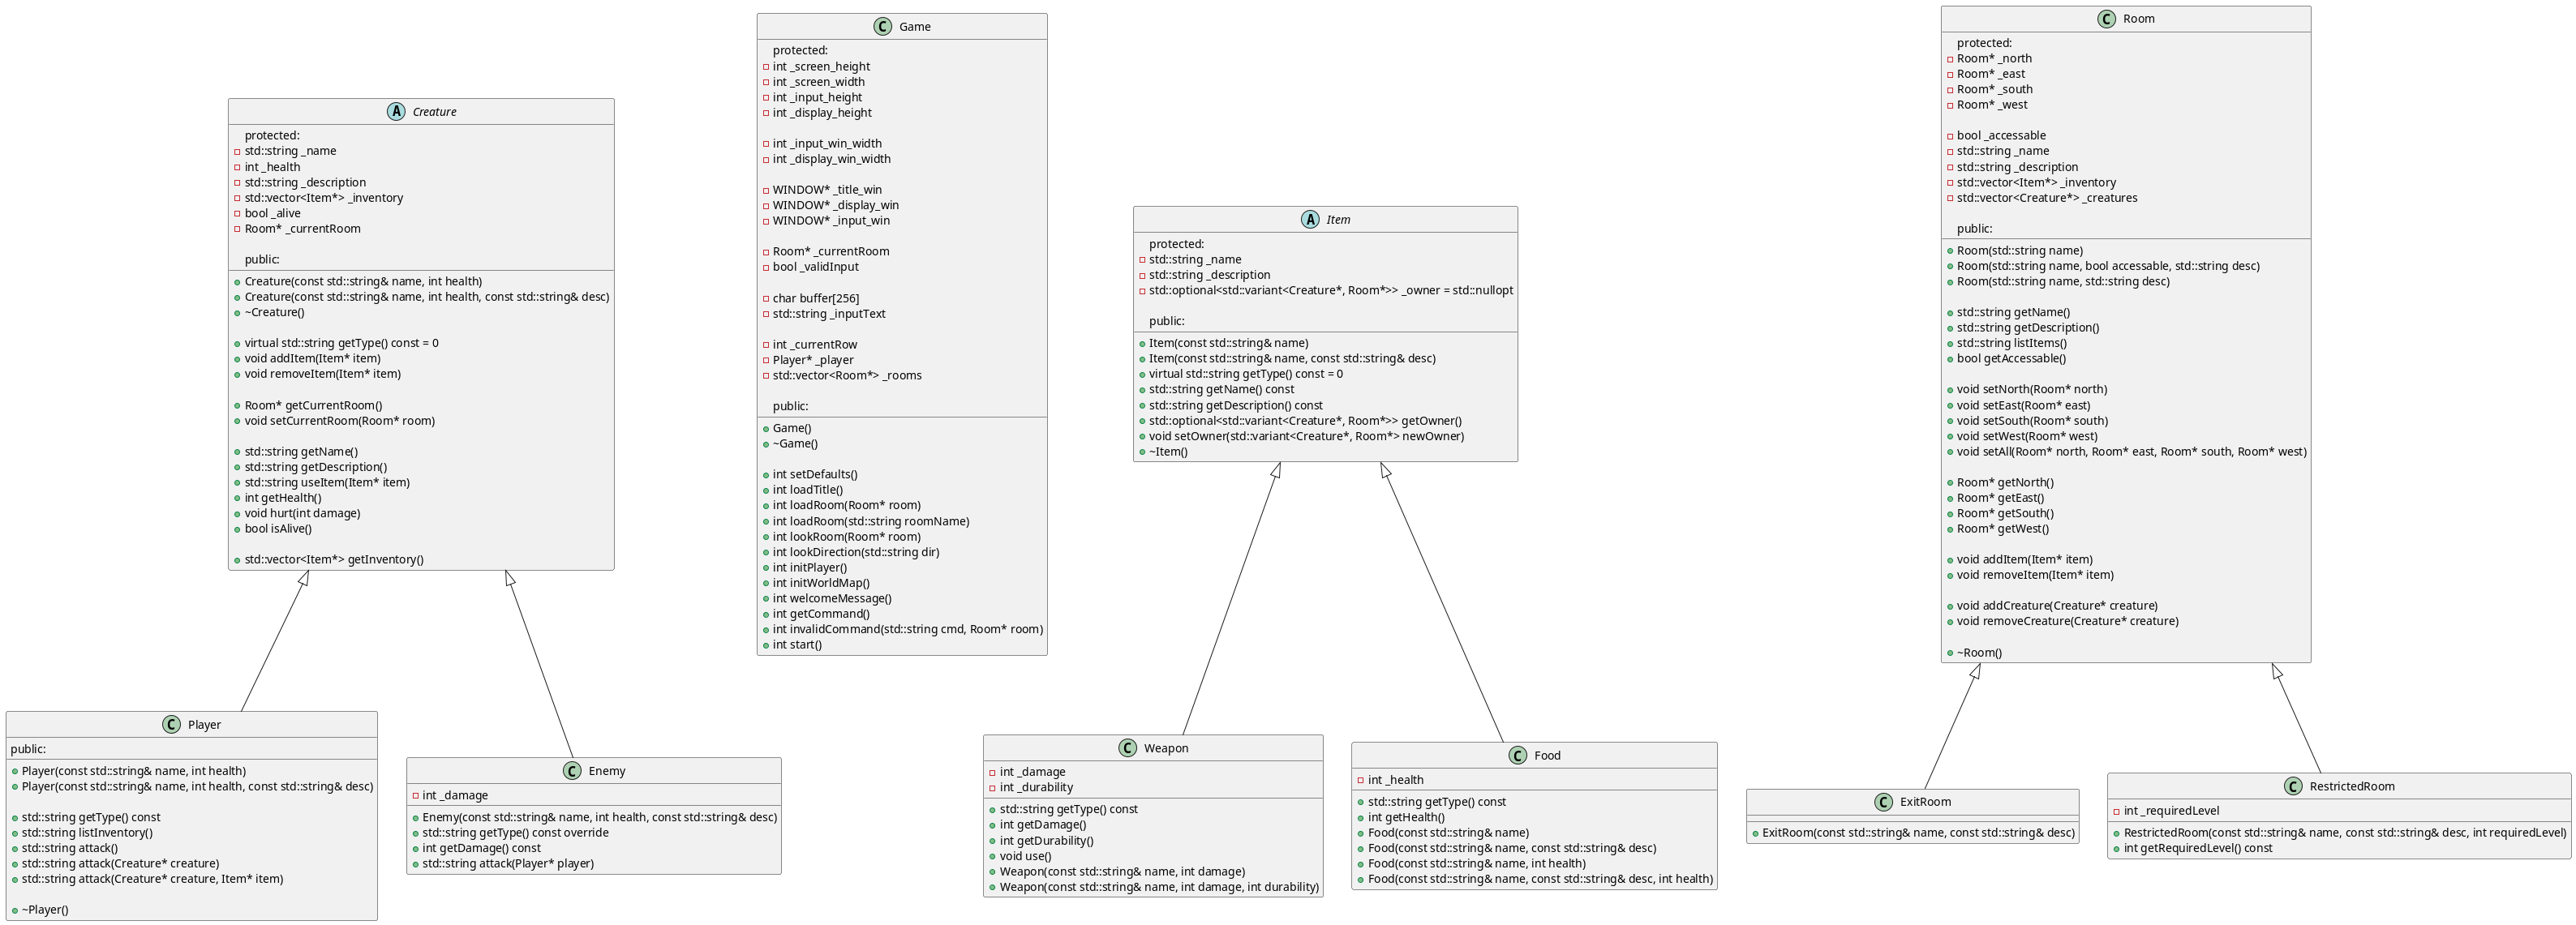 C Game
protected:
int _screen_height
int _screen_width
int _input_height
int _display_height
int _input_win_width
int _display_win_width
WINDOW* _title_win
WINDOW* _display_win
WINDOW* _input_win
Room* _currentRoom
bool _validInput
char buffer[256]
std::string _inputText
int _currentRow
Player* _player
std::vector<Room*> _rooms
public:
Game()
~Game()
int setDefaults()
int loadTitle()
int loadRoom(Room* room)
int loadRoom(std::string roomName)
int lookRoom(Room* room)
int lookDirection(std::string dir)
int initPlayer()
int initWorldMap()
int welcomeMessage()
int getCommand()
int invalidCommand(std::string cmd, Room* room)
int start()
C Room
protected:
Room* _north
Room* _east
Room* _south
Room* _west
bool _accessable
std::string _name
std::string _description
std::vector<Item*> _inventory
std::vector<Creature*> _creatures
public:
Room(std::string name)
Room(std::string name, bool accessable, std::string desc)
Room(std::string name, std::string desc)
std::string getName()
std::string getDescription()
std::string listItems()
bool getAccessable()
void setNorth(Room* north)
void setEast(Room* east)
void setSouth(Room* south)
void setWest(Room* west)
void setAll(Room* north, Room* east, Room* south, Room* west)
Room* getNorth()
Room* getEast()
Room* getSouth()
Room* getWest()
void addItem(Item* item)
void removeItem(Item* item)
void addCreature(Creature* creature)
void removeCreature(Creature* creature)
~Room()
A Creature
protected:
std::string _name
int _health
std::string _description
std::vector<Item*> _inventory
bool _alive
Room* _currentRoom
public:
Creature(const std::string& name, int health)
Creature(const std::string& name, int health, const std::string& desc)
~Creature()
virtual std::string getType() const = 0
void addItem(Item* item)
void removeItem(Item* item)
Room* getCurrentRoom()
void setCurrentRoom(Room* room)
std::string getName()
std::string getDescription()
std::string useItem(Item* item)
int getHealth()
void hurt(int damage)
bool isAlive()
std::vector<Item*> getInventory()
A Item
protected:
std::string _name
std::string _description
std::optional<std::variant<Creature*, Room*>> _owner = std::nullopt
public:
Item(const std::string& name)
Item(const std::string& name, const std::string& desc)
virtual std::string getType() const = 0
std::string getName() const
std::string getDescription() const
std::optional<std::variant<Creature*, Room*>> getOwner()
void setOwner(std::variant<Creature*, Room*> newOwner)
~Item()
C Player
public:
Player(const std::string& name, int health)
Player(const std::string& name, int health, const std::string& desc)
std::string getType() const
std::string listInventory()
std::string attack()
std::string attack(Creature* creature)
std::string attack(Creature* creature, Item* item)
~Player()
C Enemy
int _damage
Enemy(const std::string& name, int health, const std::string& desc)
std::string getType() const override
int getDamage() const
std::string attack(Player* player)
C Weapon
int _damage
int _durability
std::string getType() const
int getDamage()
int getDurability()
void use()
Weapon(const std::string& name, int damage)
Weapon(const std::string& name, int damage, int durability)
C Food
int _health
std::string getType() const
int getHealth()
Food(const std::string& name)
Food(const std::string& name, const std::string& desc)
Food(const std::string& name, int health)
Food(const std::string& name, const std::string& desc, int health)
C ExitRoom
ExitRoom(const std::string& name, const std::string& desc)
C RestrictedRoom
int _requiredLevel
RestrictedRoom(const std::string& name, const std::string& desc, int requiredLevel)
int getRequiredLevel() const